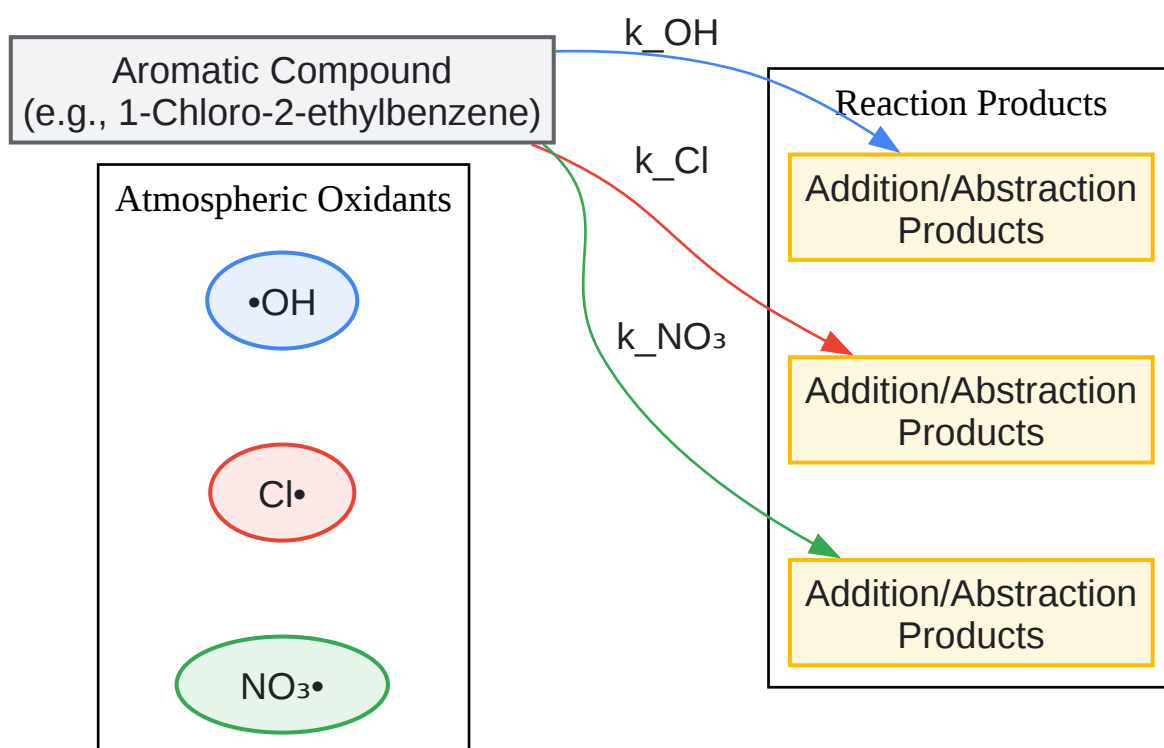 k_OH
Aromatic Compound
(e.g., 1-Chloro-2-ethylbenzene)
Reaction Products
k_Cl
Atmospheric Oxidants
Addition/Abstraction
Products
•OH
k_NO₃
Addition/Abstraction
Products
Cl•
Addition/Abstraction
Products
NO₃•